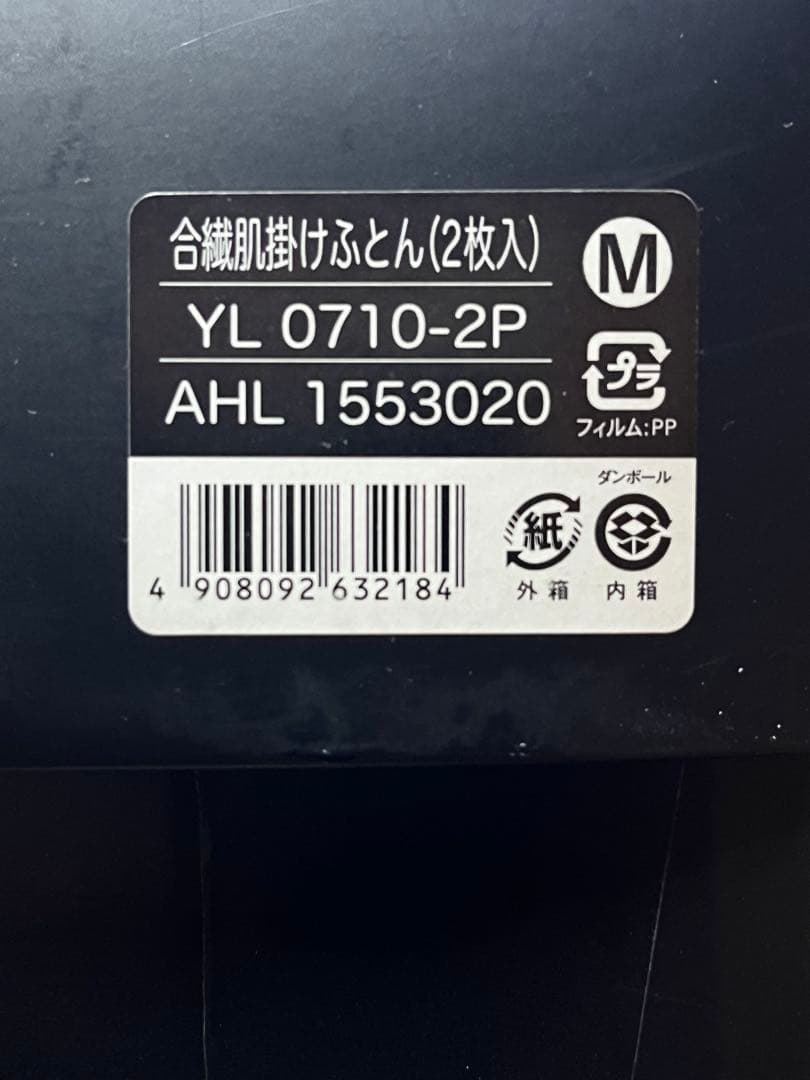 合繊肌掛けふとん(2枚入)
M
YL 0710-2P
AHL 1553020
プラ
フィルム:PP
ダンボール
紙
外箱
内箱
4 908092 632184